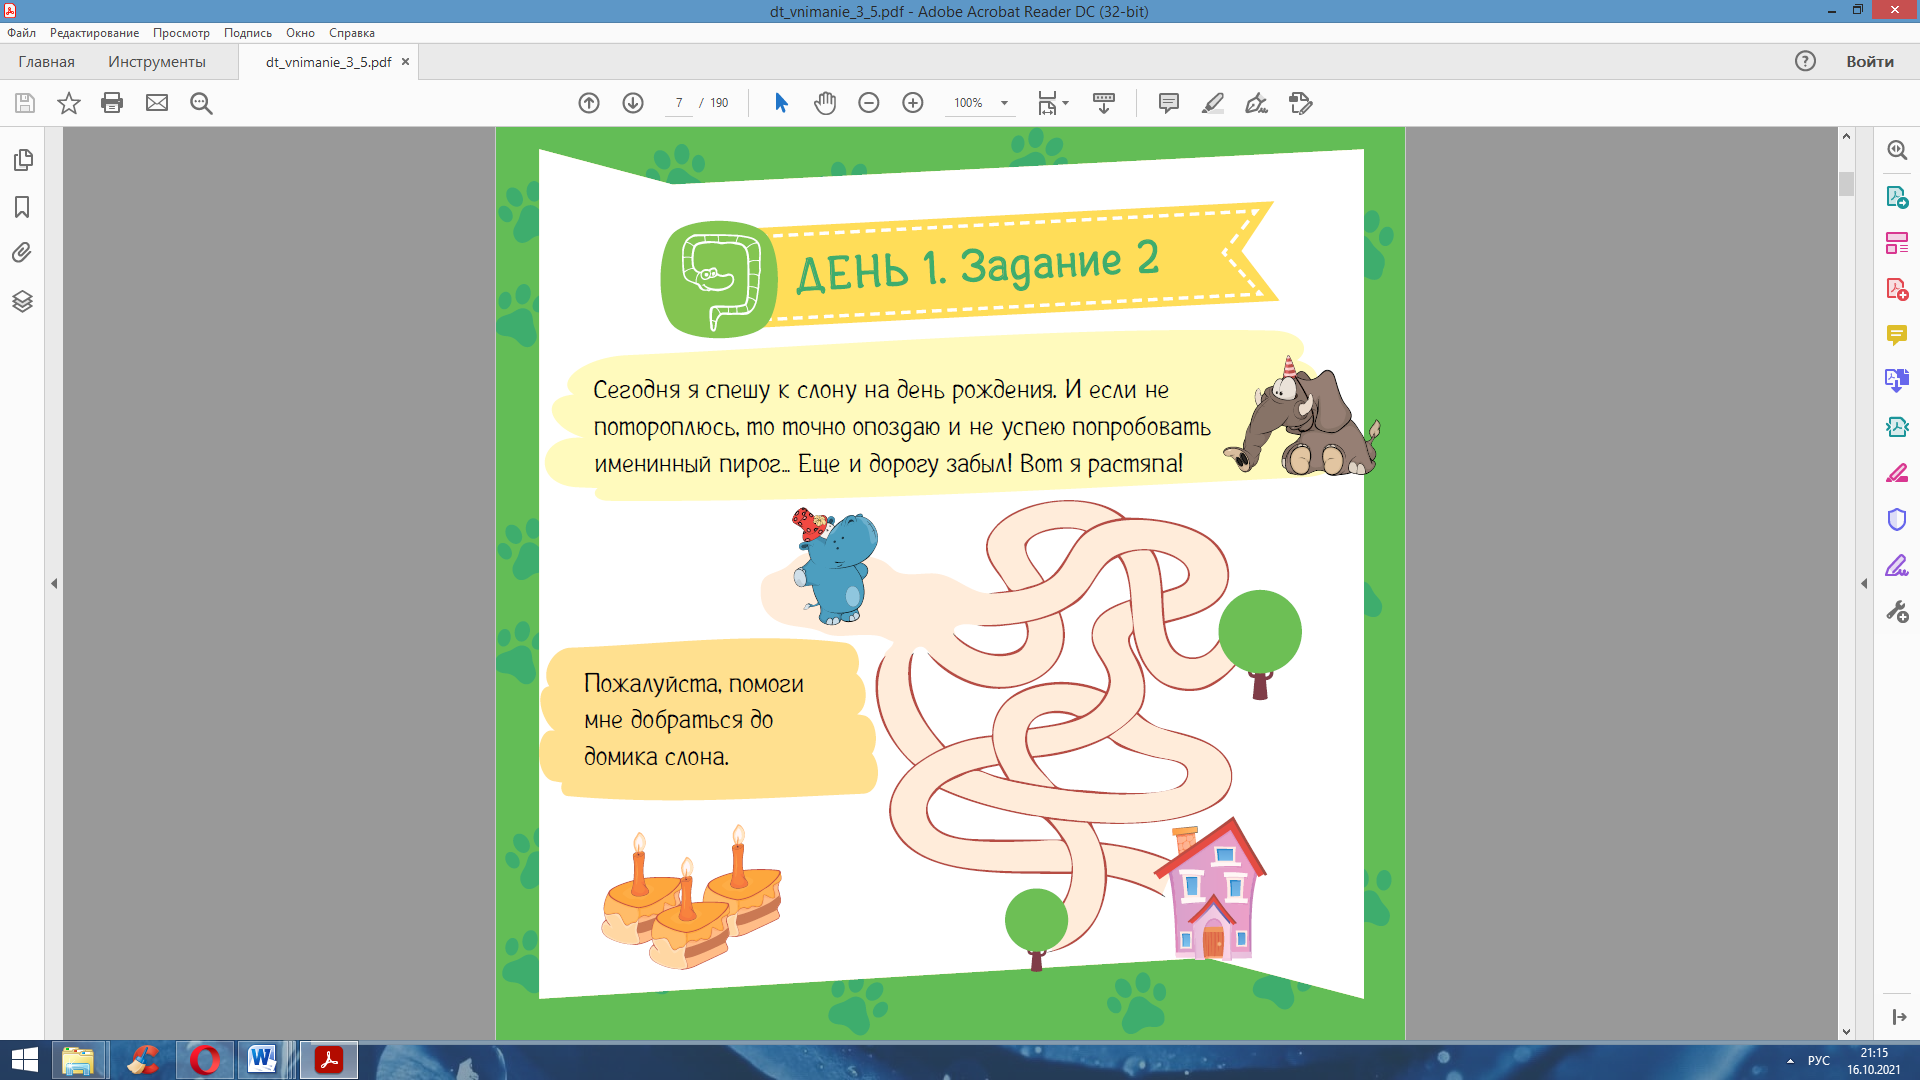 dt_vnimanie_3_5.pdf - Adobe Acrobat Reader DC (32-bit)
Файл Редактирование Просмотр Подпись Окно Справка
Главная Инструменты dt_vnimanie_3_5.pdf × Войти
7 / 190 100%
ДЕНЬ 1. Задание 2
Сегодня я спешу к слону на день рождения. И если не
потороплюсь, то точно опоздаю и не успею попробовать
именинный пирог... Еще и дорогу забыл! Вот я растяпа!
Пожалуйста, помоги
мне добраться до
домика слона.
РУС 21:15
16.10.2021